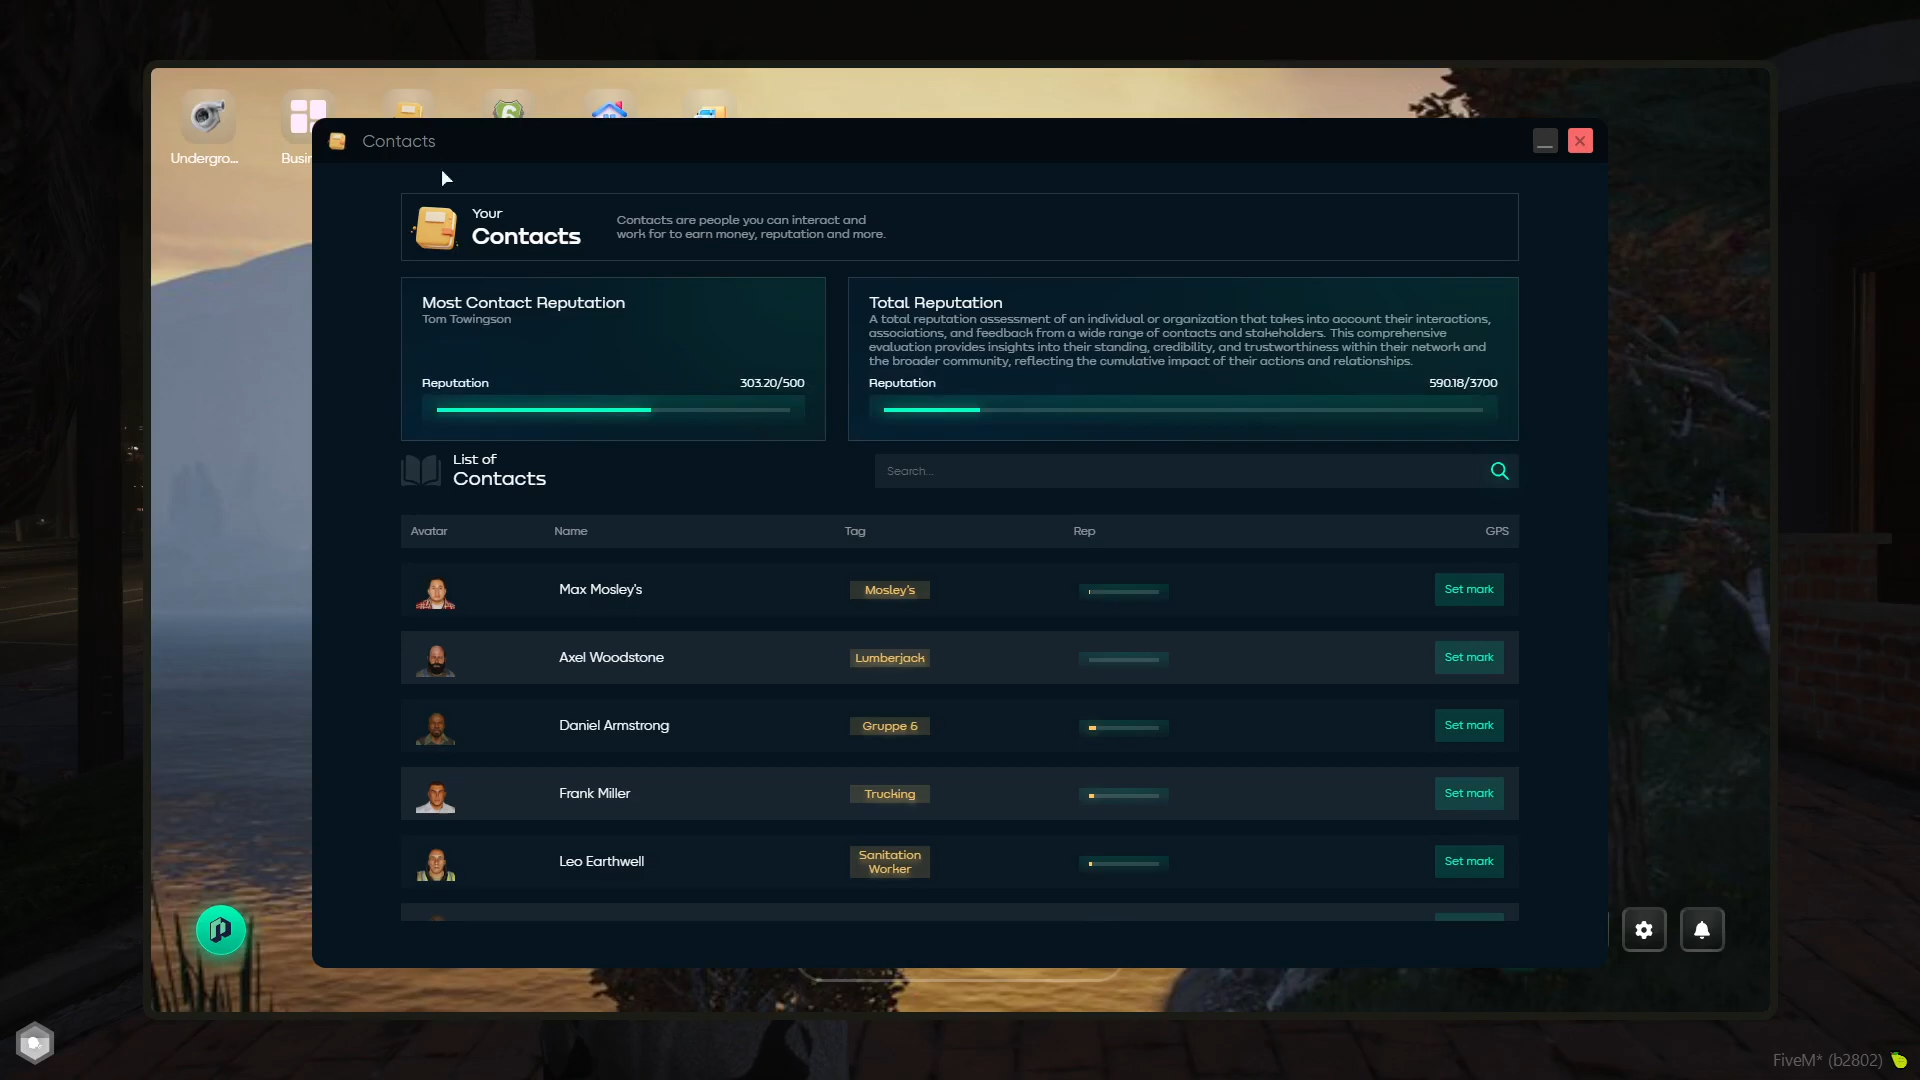 Undergro...
Busin
6
Contacts
Your
Contacts
Contacts are people you can interact and
work for to earn money, reputation and more.
Most Contact Reputation
Tom Towingson
Reputation
303.20/500
Total Reputation
A total reputation assessment of an individual or organization that takes into account their interactions,
associations, and feedback from a wide range of contacts and stakeholders. This comprehensive
evaluation provides insights into their standing, credibility, and trustworthiness within their network and
the broader community, reflecting the cumulative impact of their actions and relationships.
Reputation
590.18/3700
List of
Contacts
Search...
Avatar Name Tag Rep GPS
Max Mosley's Mosley's Set mark
Axel Woodstone Lumberjack Set mark
Daniel Armstrong Gruppe 6 Set mark
Frank Miller Trucking Set mark
Leo Earthwell Sanitation
Worker Set mark
FiveM* (b2802)